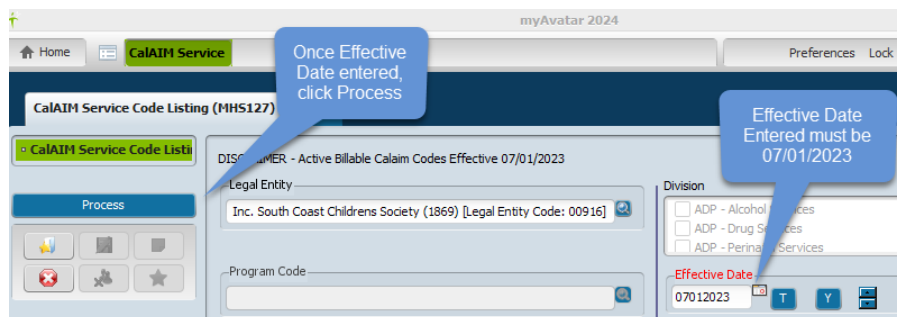 myAvatar 2024
Home
CalAIM Service
Preferences Lock
Once Effective
Date entered,
click Process
CalAIM Service Code Listing (MHS127)
Effective Date
Entered must be
07/01/2023
CalAIM Service Code Listi
DISCLAIMER - Active Billable Calaim Codes Effective 07/01/2023
Process
Legal Entity
Inc. South Coast Childrens Society (1869) [Legal Entity Code: 00916]
Division
ADP - Alcohol
ADP - Drug
ADP - Services
Program Code
Effective Date
07012023
T Y